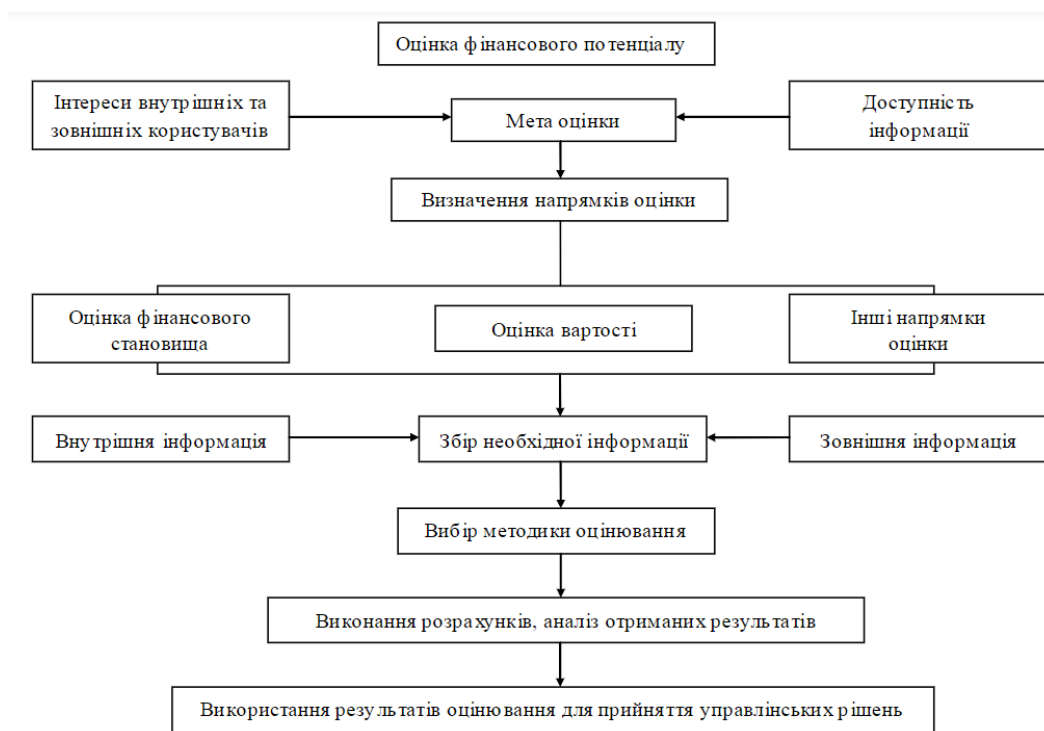 Оцінка фінансового потенціалу
Інтереси внутрішніх та
зовнішніх користувачів
Мета оцінки
Доступність
інформації
Визначення напрямків оцінки
Оцінка фінансового
становища
Оцінка вартості
Інші напрямки
оцінки
Внутрішня інформація
Збір необхідної інформації
Зовнішня інформація
Вибір методики оцінювання
Виконання розрахунків, аналіз отриманих результатів
Використання результатів оцінювання для прийняття управлінських рішень